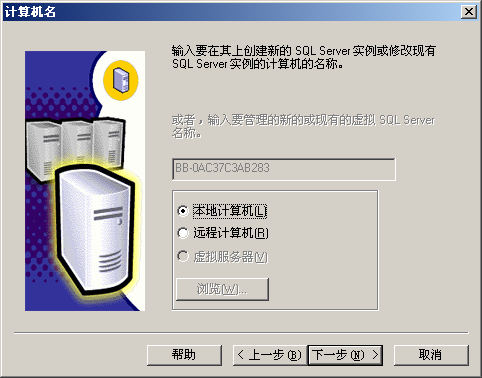 计算机名
输入要在其上创建新的 SQL Server 实例或修改现有
SQL Server 实例的计算机的名称。
或者，输入要管理的新的或现有的虚拟 SQL Server
名称。
BB-0AC37C3AB283
本地计算机(L)
远程计算机(R)
虚拟服务器(V)
浏览(W)...
帮助
< 上一步(B)
下一步(N) >
取消